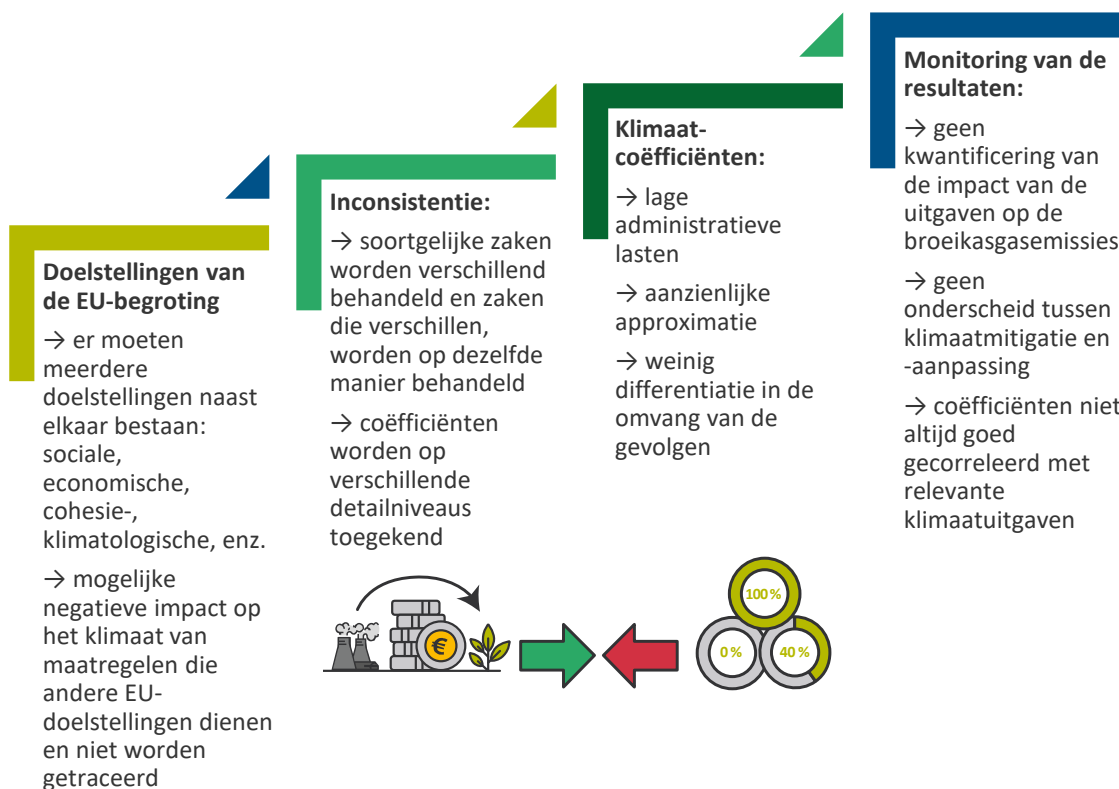 Doelstellingen van
de EU-begroting
→ er moeten
meerdere
doelstellingen naast
elkaar bestaan:
sociale,
economische,
cohesie-,
klimatologische, enz.
→ mogelijke
negatieve impact op
het klimaat van
maatregelen die
andere EU-
doelstellingen dienen
en niet worden
getraceerd
Inconsistentie:
→ soortgelijke zaken
worden verschillend
behandeld en zaken
die verschillen,
worden op dezelfde
manier behandeld
→ coëfficiënten
worden op
verschillende
detailniveaus
toegekend
Klimaat-
coëfficiënten:
→ lage
administratieve
lasten
→ aanzienlijke
approximatie
→ weinig
differentiatie in de
omvang van de
gevolgen
Monitoring van de
resultaten:
→ geen
kwantificering van
de impact van de
uitgaven op de
broeikasgasemissies
→ geen
onderscheid tussen
klimaatmitigatie en
-aanpassing
→ coëfficiënten niet
altijd goed
gecorreleerd met
relevante
klimaatuitgaven
€
100 %
0 %
40 %